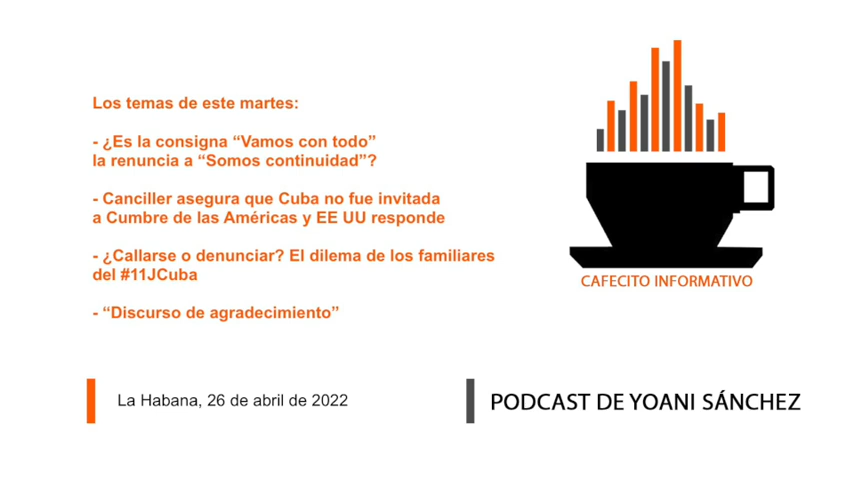 Los temas de este martes:
- ¿Es la consigna “Vamos con todo”
la renuncia a “Somos continuidad”?
- Canciller asegura que Cuba no fue invitada
a Cumbre de las Américas y EE UU responde
- ¿Callarse o denunciar? El dilema de los familiares
del #11JCuba
- “Discurso de agradecimiento”
CAFECITO INFORMATIVO
La Habana, 26 de abril de 2022
PODCAST DE YOANI SÁNCHEZ